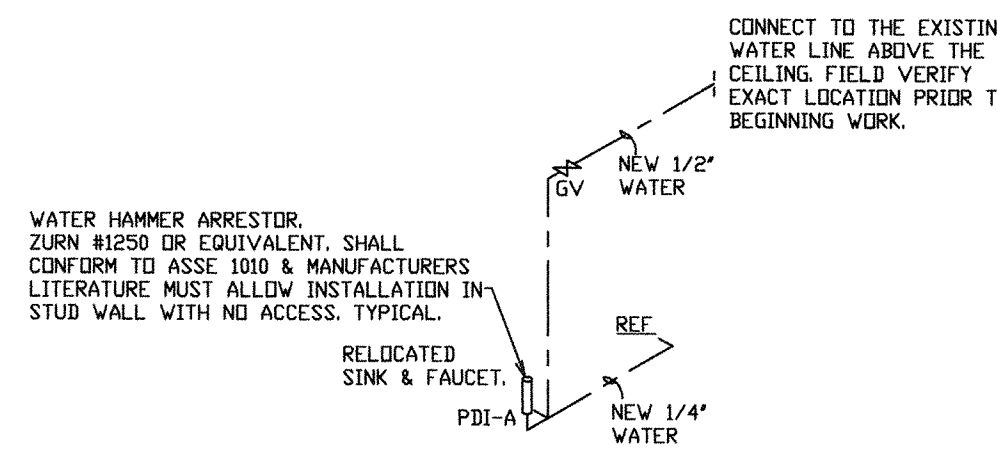 CONNECT TO THE EXISTIN
WATER LINE ABOVE THE
CEILING. FIELD VERIFY
EXACT LOCATION PRIOR T
BEGINNING WORK.
NEW 1/2"
WATER
GV
WATER HAMMER ARRESTOR.
ZURN #1250 OR EQUIVALENT. SHALL
CONFORM TO ASSE 1010 & MANUFACTURERS
LITERATURE MUST ALLOW INSTALLATION IN
STUD WALL WITH NO ACCESS. TYPICAL.
REF
RELOCATED
SINK & FAUCET.
PDI-A
NEW 1/4"
WATER